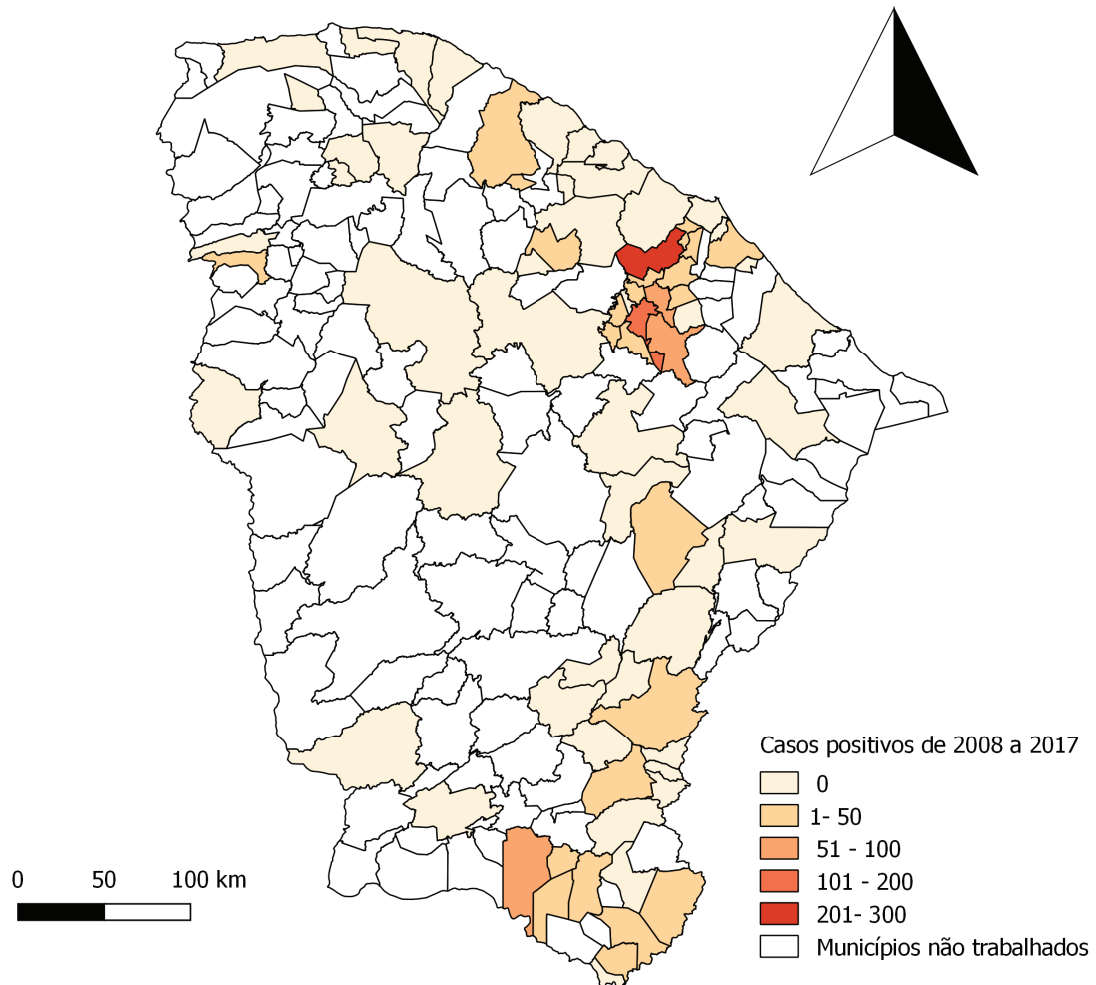 Casos positivos de 2008 a 2017
0
1- 50
51 - 100
101 - 200
201- 300
Municípios não trabalhados
0 50 100 km